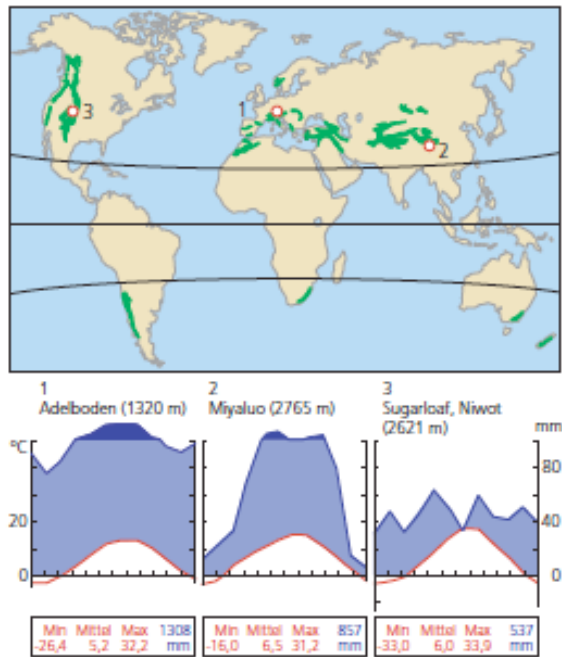 1
3
2
1
Adelboden (1320 m)
2
Miyaluo (2765 m)
3
Sugarloaf, Niwot
(2621 m)
°C
mm
80
20
40
0
0
Min Mittel Max 1308
-26,4 5,2 32,2 mm
Min Mittel Max 857
-16,0 6,5 31,2 mm
Min Mittel Max 537
-33,0 6,0 33,9 mm